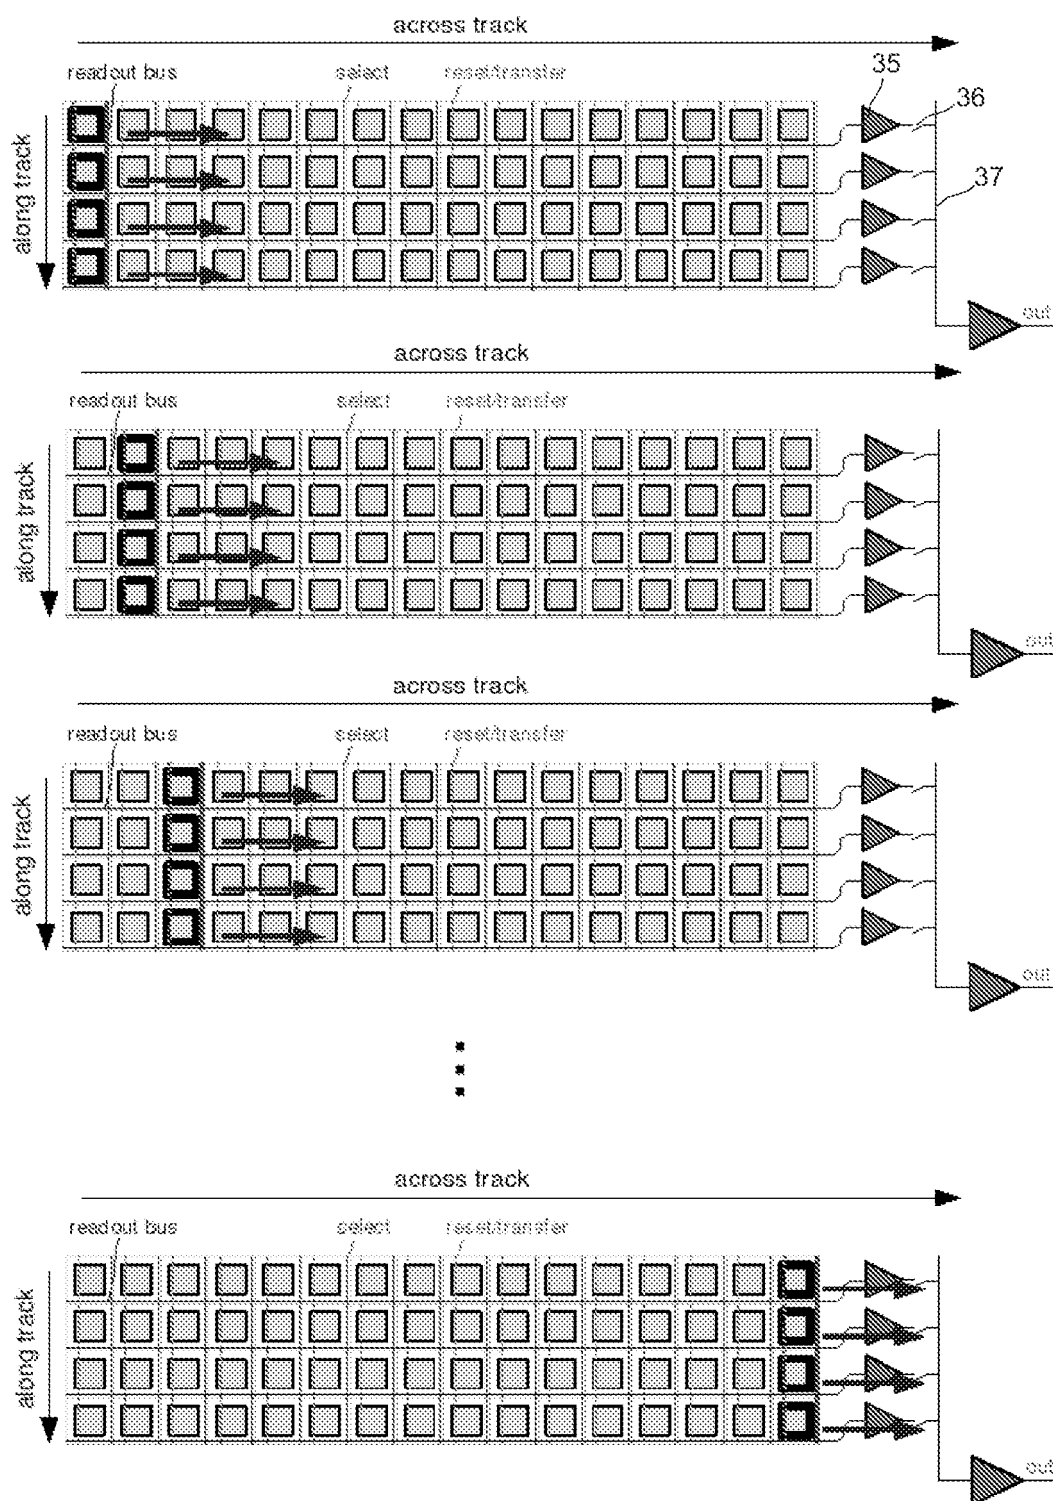 across track
readout bus
select
reset/transfer
35
36
37
along track
out
across track
readout bus
select
reset/transfer
along track
out
across track
readout bus
select
reset/transfer
along track
out
across track
readout bus
select
reset/transfer
along track
out